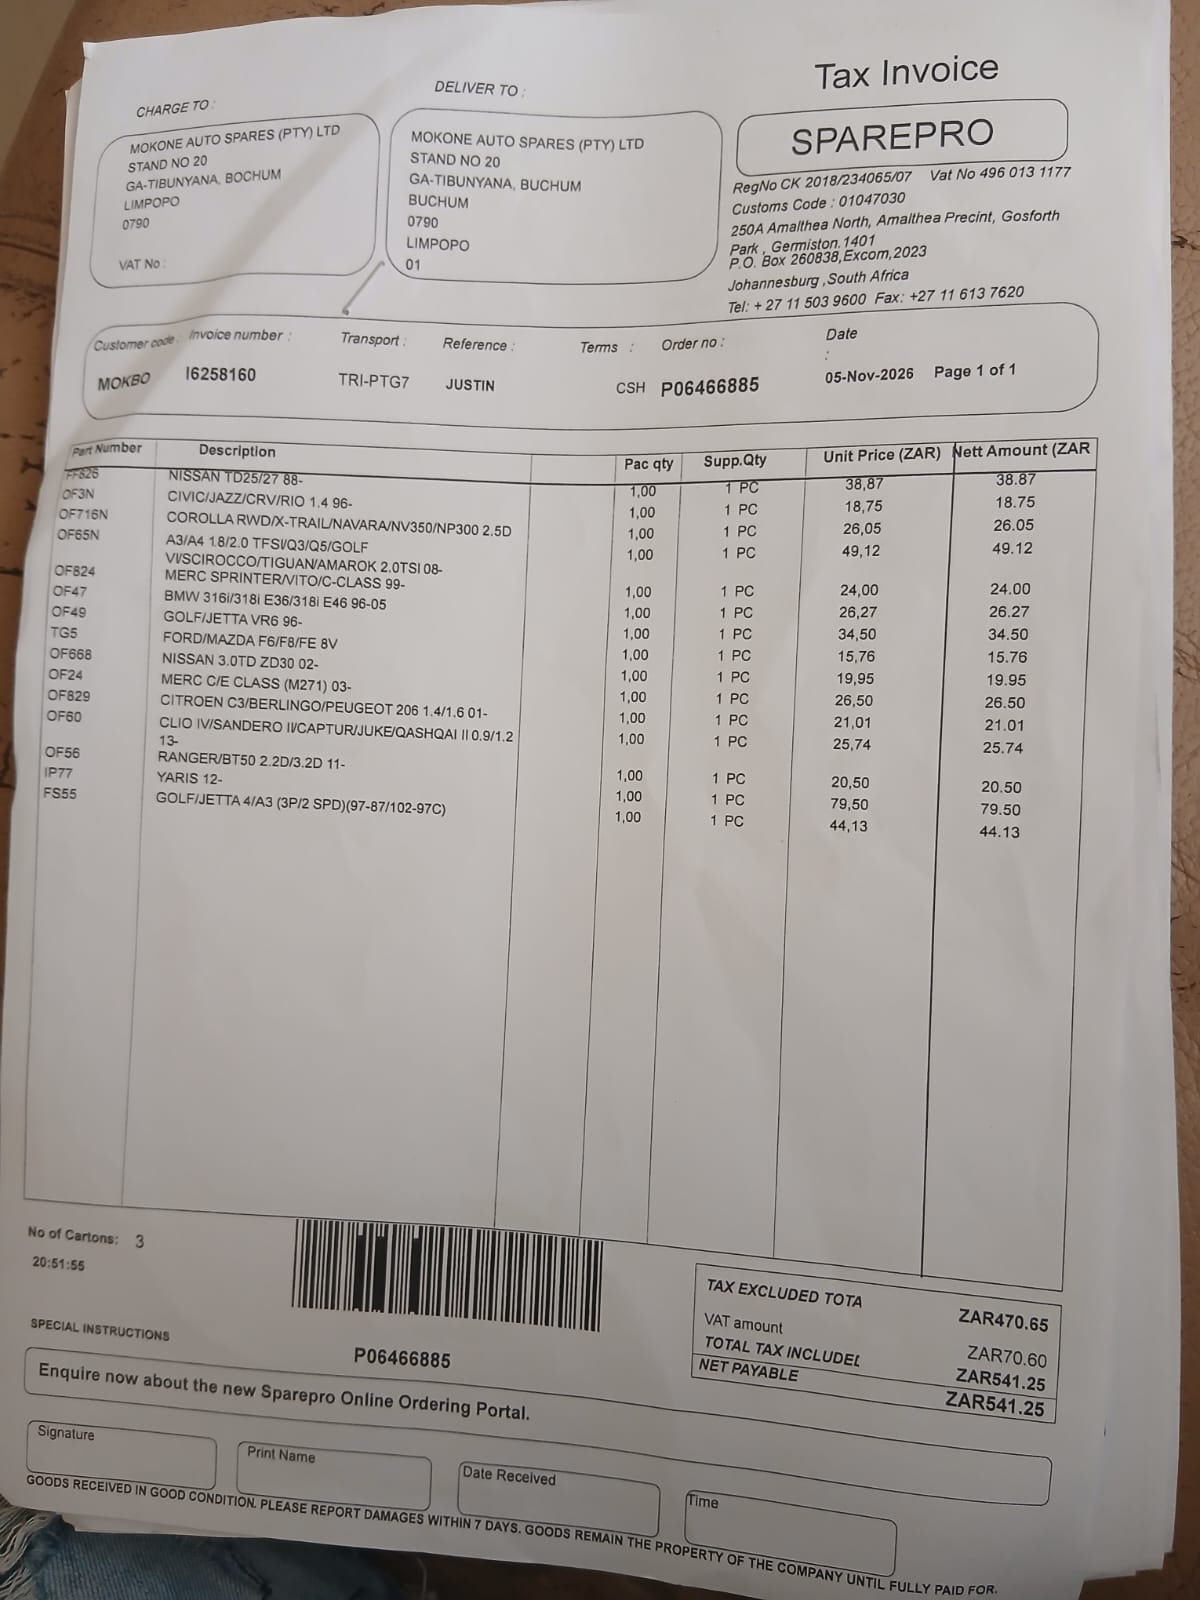 Tax Invoice
CHARGE TO :
MOKONE AUTO SPARES (PTY) LTD
STAND NO 20
GA-TIBUNYANA, BOCHUM
LIMPOPO
0790
VAT No :
DELIVER TO :
MOKONE AUTO SPARES (PTY) LTD
STAND NO 20
GA-TIBUNYANA, BUCHUM
BUCHUM
0790
LIMPOPO
01
SPAREPRO
RegNo CK 2018/234065/07 Vat No 496 013 1177
Customs Code : 01047030
250A Amalthea North, Amalthea Precint, Gosforth
Park , Germiston.1401
P.O. Box 260838,Excom,2023
Johannesburg ,South Africa
Tel: + 27 11 503 9600 Fax: +27 11 613 7620
Customer code : Invoice number : Transport : Reference : Terms : Order no : Date :
MOKBO I6258160 TRI-PTG7 JUSTIN CSH P06466885 05-Nov-2026 Page 1 of 1
Part Number Description Pac qty Supp.Qty Unit Price (ZAR) Nett Amount (ZAR
FF826 NISSAN TD25/27 88- 1,00 1 PC 38,87 38.87
OF3N CIVIC/JAZZ/CRV/RIO 1.4 96- 1,00 1 PC 18,75 18.75
OF716N COROLLA RWD/X-TRAIL/NAVARA/NV350/NP300 2.5D 1,00 1 PC 26,05 26.05
OF65N A3/A4 1.8/2.0 TFSI/Q3/Q5/GOLF 1,00 1 PC 49,12 49.12
VI/SCIROCCO/TIGUAN/AMAROK 2.0TSI 08-
OF824 MERC SPRINTER/VITO/C-CLASS 99- 1,00 1 PC 24,00 24.00
OF47 BMW 316i/318i E36/318i E46 96-05 1,00 1 PC 26,27 26.27
OF49 GOLF/JETTA VR6 96- 1,00 1 PC 34,50 34.50
TG5 FORD/MAZDA F6/F8/FE 8V 1,00 1 PC 15,76 15.76
OF668 NISSAN 3.0TD ZD30 02- 1,00 1 PC 19,95 19.95
OF24 MERC C/E CLASS (M271) 03- 1,00 1 PC 26,50 26.50
OF829 CITROEN C3/BERLINGO/PEUGEOT 206 1.4/1.6 01- 1,00 1 PC 21,01 21.01
OF60 CLIO IV/SANDERO II/CAPTUR/JUKE/QASHQAI II 0.9/1.2 1,00 1 PC 25,74 25.74
13-
OF56 RANGER/BT50 2.2D/3.2D 11- 1,00 1 PC 20,50 20.50
IP77 YARIS 12- 1,00 1 PC 79,50 79.50
FS55 GOLF/JETTA 4/A3 (3P/2 SPD)(97-87/102-97C) 1,00 1 PC 44,13 44.13
No of Cartons: 3
20:51:55
P06466885
TAX EXCLUDED TOTA ZAR470.65
VAT amount ZAR70.60
TOTAL TAX INCLUDEL ZAR541.25
NET PAYABLE ZAR541.25
SPECIAL INSTRUCTIONS
Enquire now about the new Sparepro Online Ordering Portal.
Signature
Print Name
Date Received
Time
GOODS RECEIVED IN GOOD CONDITION. PLEASE REPORT DAMAGES WITHIN 7 DAYS. GOODS REMAIN THE PROPERTY OF THE COMPANY UNTIL FULLY PAID FOR.